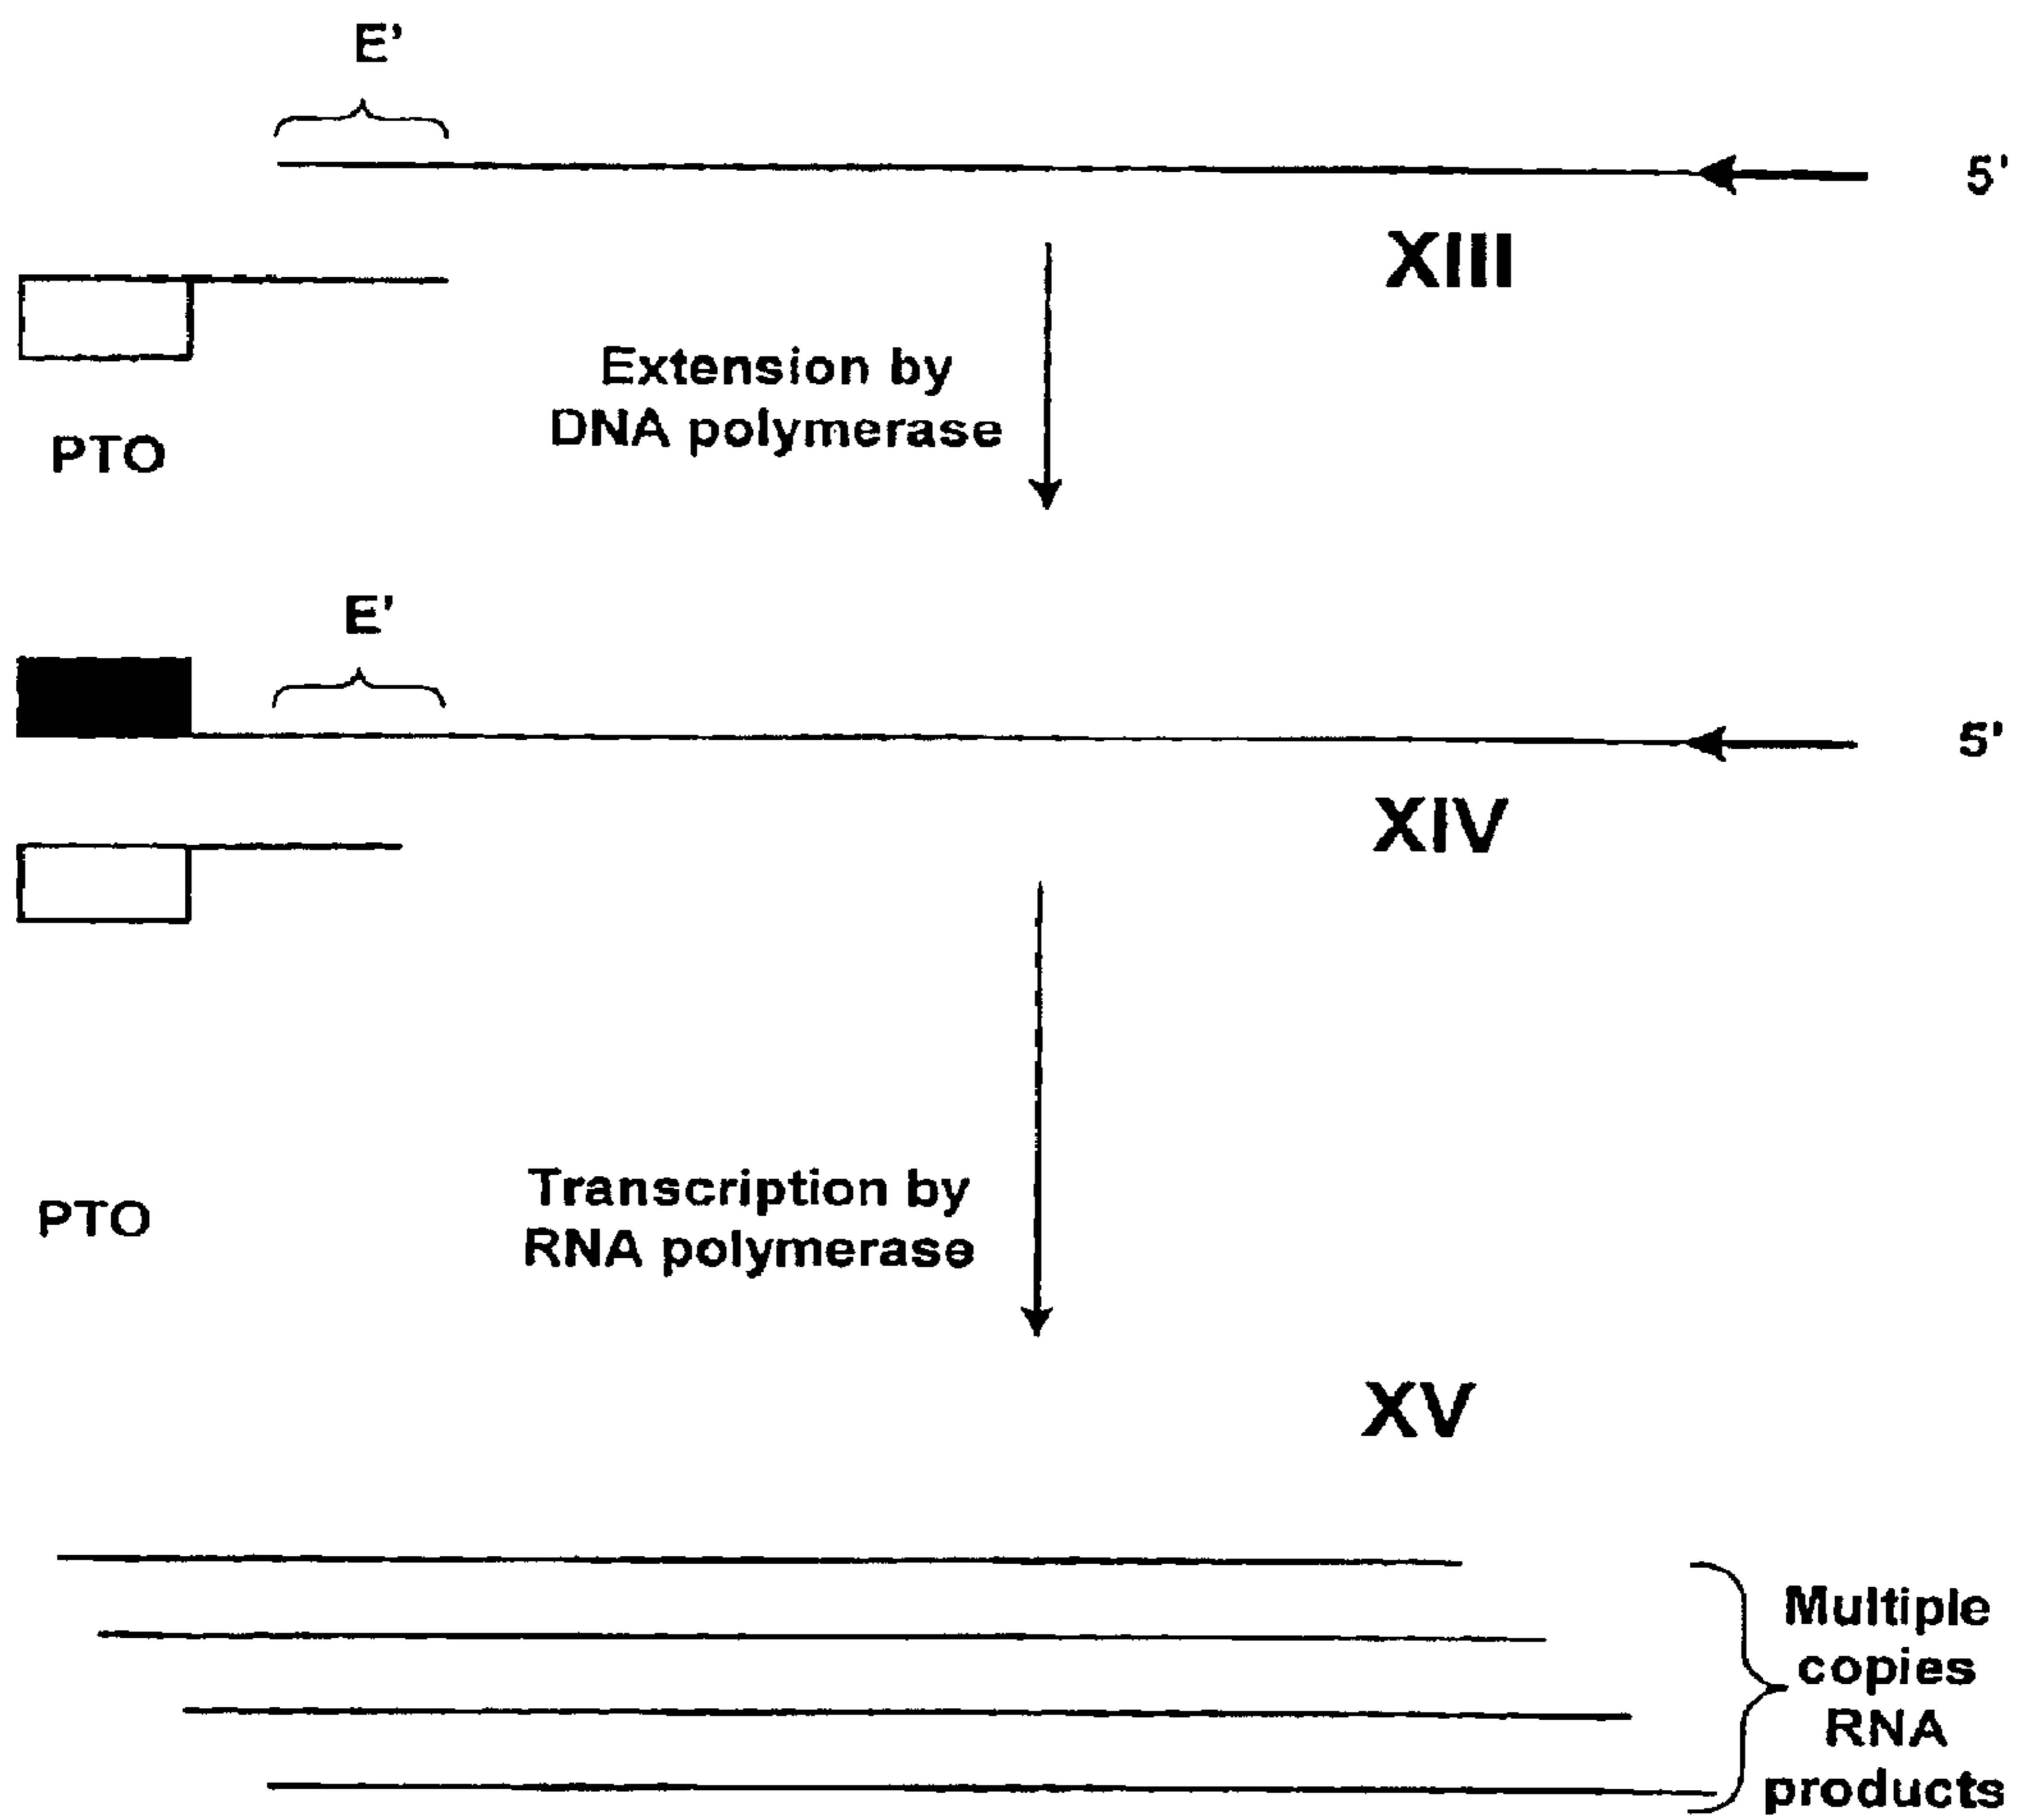 E'
5'
XIII
Extension by
DNA polymerase
PTO
E'
5'
XIV
Transcription by
RNA polymerase
PTO
XV
Multiple
copies
RNA
products